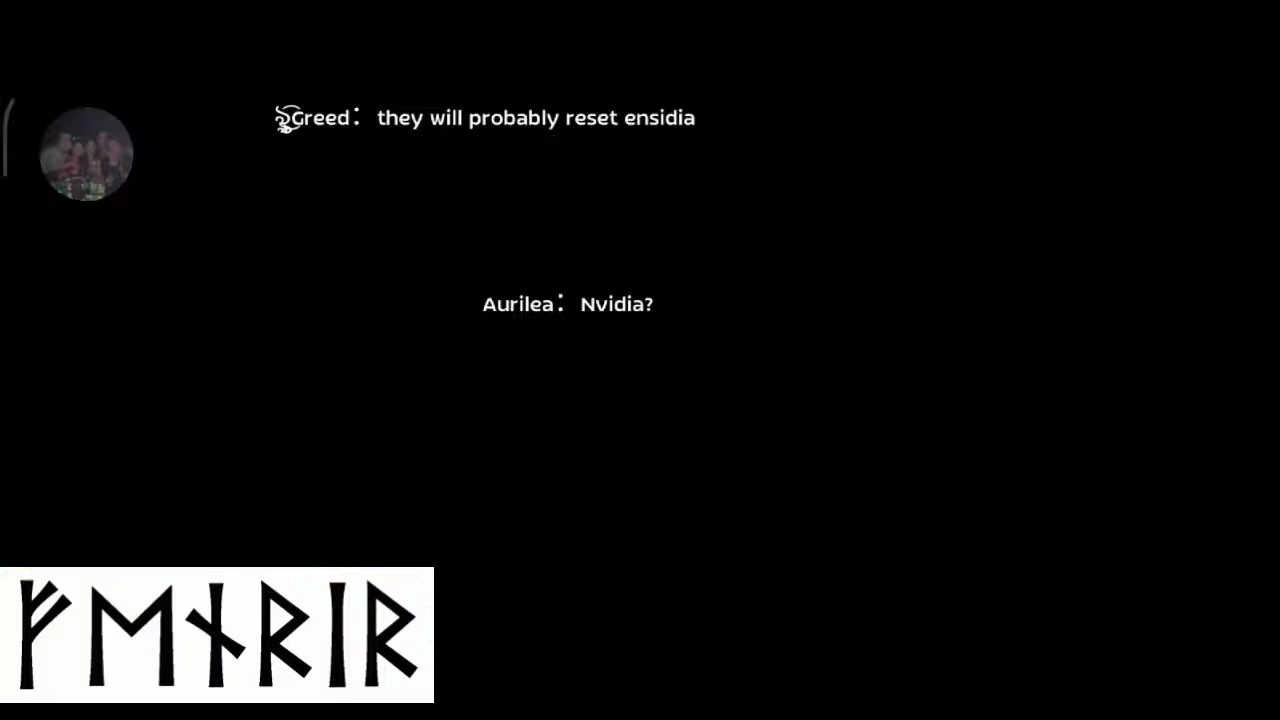 Greed： they will probably reset ensidia
Aurilea： Nvidia?
ᚠᛖᚾᚱᛁᚱ